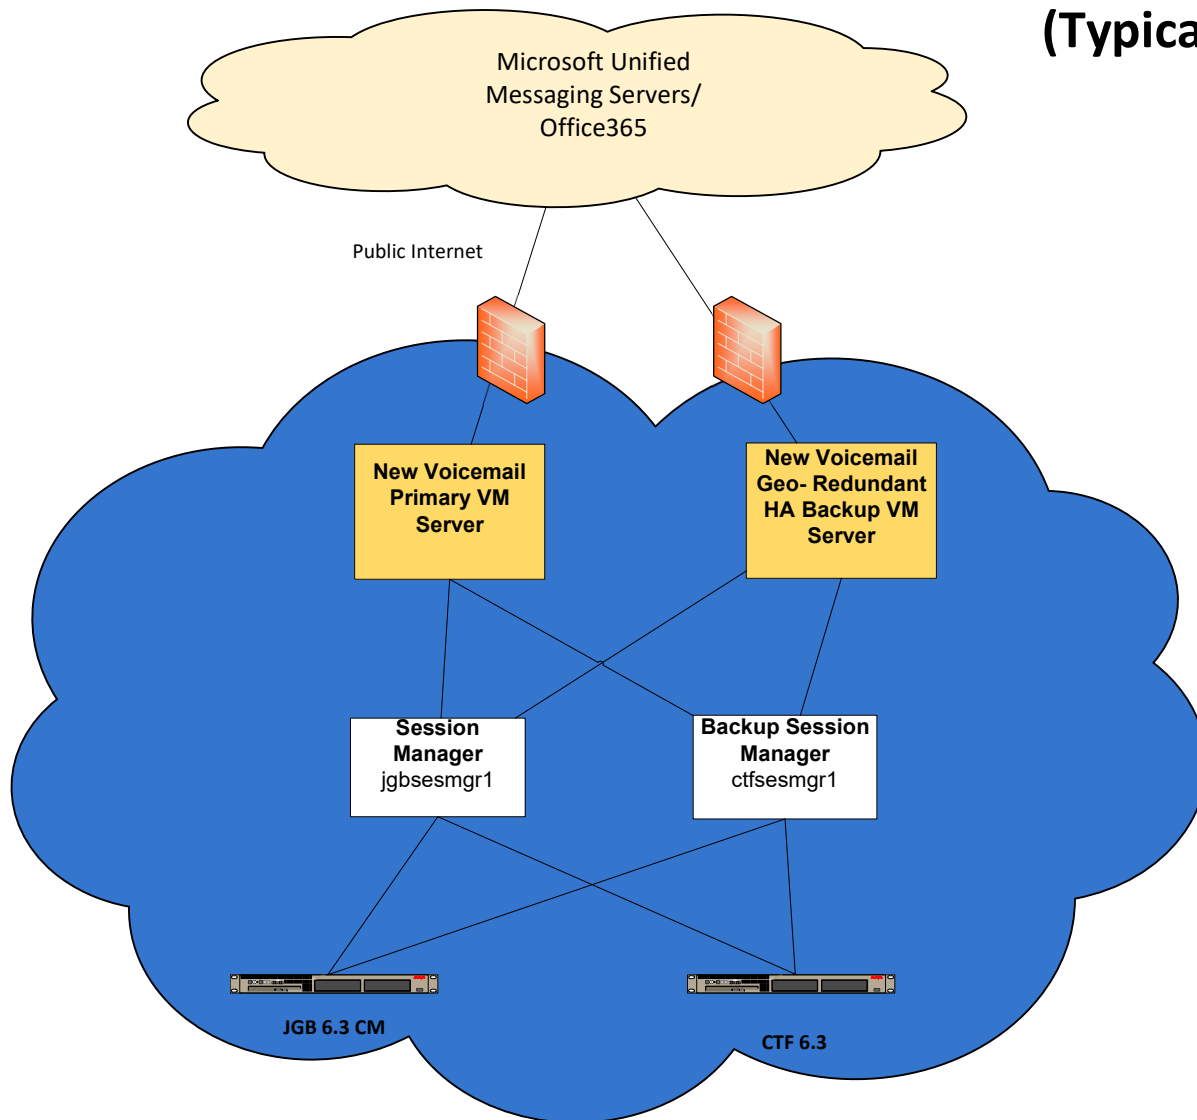 (Typica
Microsoft Unified
Messaging Servers/
Office365
Public Internet
New Voicemail
Primary VM
Server
New Voicemail
Geo- Redundant
HA Backup VM
Server
Session
Manager
jgbsesmgr1
Backup Session
Manager
ctfsesmgr1
JGB 6.3 CM
CTF 6.3